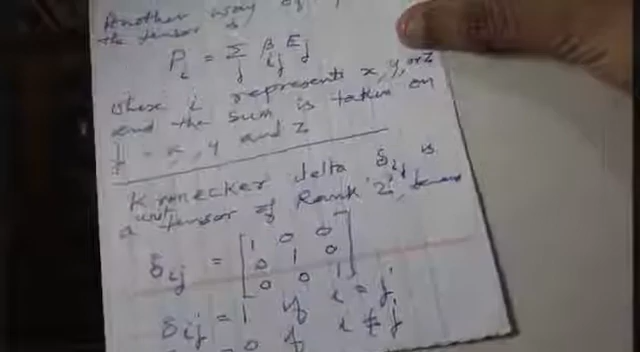 Another way of
the tensor is
P_i = Σ_j β_ij E_j
where i represents x, y, or z
and the sum is taken on
j = x, y and z
Kronecker delta δ_ij is
unit
a tensor of Rank 2, because
δ_ij = [1 0 0
0 1 0
0 0 1]
δ_ij = 1 if i = j
= 0 if i ≠ j